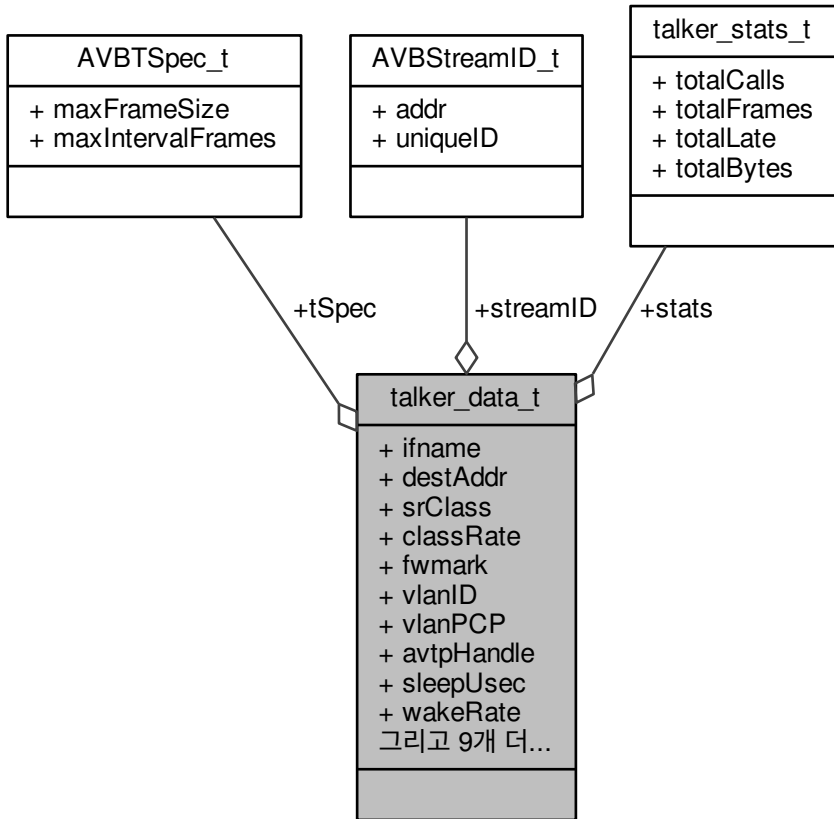 AVBTSpec_t
+ maxFrameSize
+ maxIntervalFrames
AVBStreamID_t
+ addr
+ uniqueID
talker_stats_t
+ totalCalls
+ totalFrames
+ totalLate
+ totalBytes
+tSpec
+streamID
+stats
talker_data_t
+ ifname
+ destAddr
+ srClass
+ classRate
+ fwmark
+ vlanID
+ vlanPCP
+ avtpHandle
+ sleepUsec
+ wakeRate
그리고 9개 더...